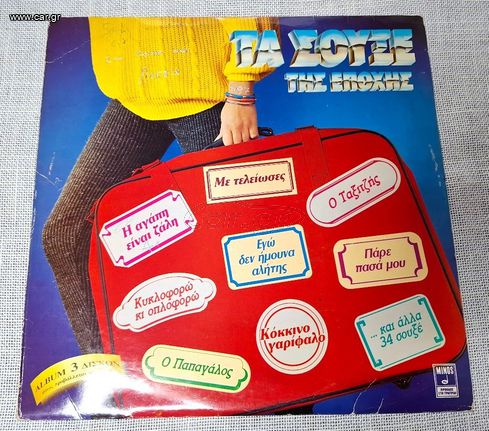 www.car.gr
ΤΑ ΣΟΥΞΕ
ΤΗΣ ΕΠΟΧΗΣ
Με τελείωσες
Ο Ταξιτζής
Η αγάπη
είναι ζάλη
Εγώ
δεν ήμουνα
αλήτης
Πάρε
πασά μου
Κυκλοφορώ
κι οπλοφορώ
Κόκκινο
γαρίφαλο
... και άλλα
34 σουξέ
Ο Παπαγάλος
ALBUM 3 ΔΙΣΚΩΝ
MINOS